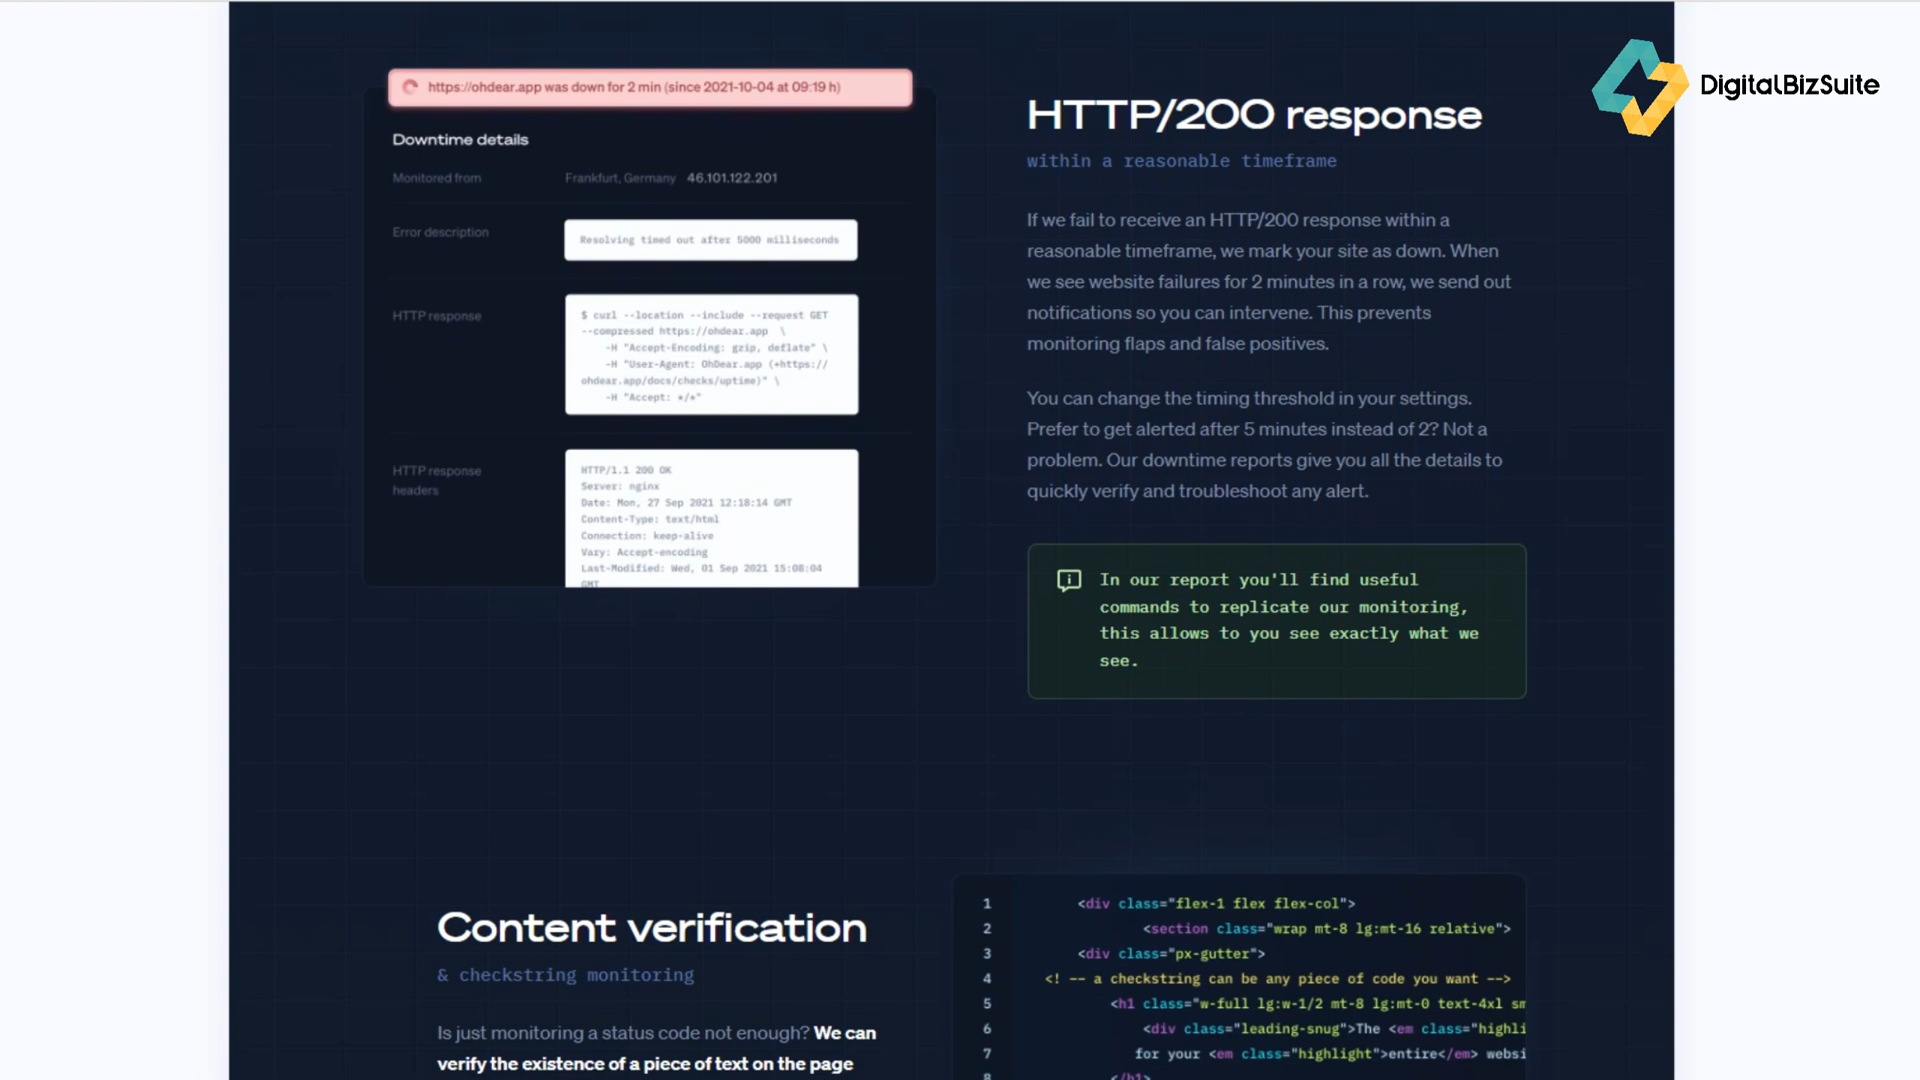 DigitalBizSuite
https://ohdear.app was down for 2 min (since 2021-10-04 at 09:19 h)
Downtime details
Monitored from
Frankfurt, Germany 46.101.122.201
Error description
Resolving timed out after 5000 milliseconds
HTTP response
$ curl --location --include --request GET
--compressed https://ohdear.app \
-H "Accept-Encoding: gzip, deflate" \
-H "User-Agent: OhDear.app (+https://
ohdear.app/docs/checks/uptime)" \
-H "Accept: */*"
HTTP response
headers
HTTP/1.1 200 OK
Server: nginx
Date: Mon, 27 Sep 2021 12:18:14 GMT
Content-Type: text/html
Connection: keep-alive
Vary: Accept-encoding
Last-Modified: Wed, 01 Sep 2021 15:08:04
GMT
HTTP/200 response
within a reasonable timeframe
If we fail to receive an HTTP/200 response within a
reasonable timeframe, we mark your site as down. When
we see website failures for 2 minutes in a row, we send out
notifications so you can intervene. This prevents
monitoring flaps and false positives.
You can change the timing threshold in your settings.
Prefer to get alerted after 5 minutes instead of 2? Not a
problem. Our downtime reports give you all the details to
quickly verify and troubleshoot any alert.
In our report you'll find useful
commands to replicate our monitoring,
this allows to you see exactly what we
see.
Content verification
& checkstring monitoring
Is just monitoring a status code not enough? We can
verify the existence of a piece of text on the page
1 <div class="flex-1 flex flex-col">
2 <section class="wrap mt-8 lg:mt-16 relative">
3 <div class="px-gutter">
4 <! -- a checkstring can be any piece of code you want -->
5 <h1 class="w-full lg:w-1/2 mt-8 lg:mt-0 text-4xl sm
6 <div class="leading-snug">The <em class="highli
7 for your <em class="highlight">entire</em> websi
8 </h1>